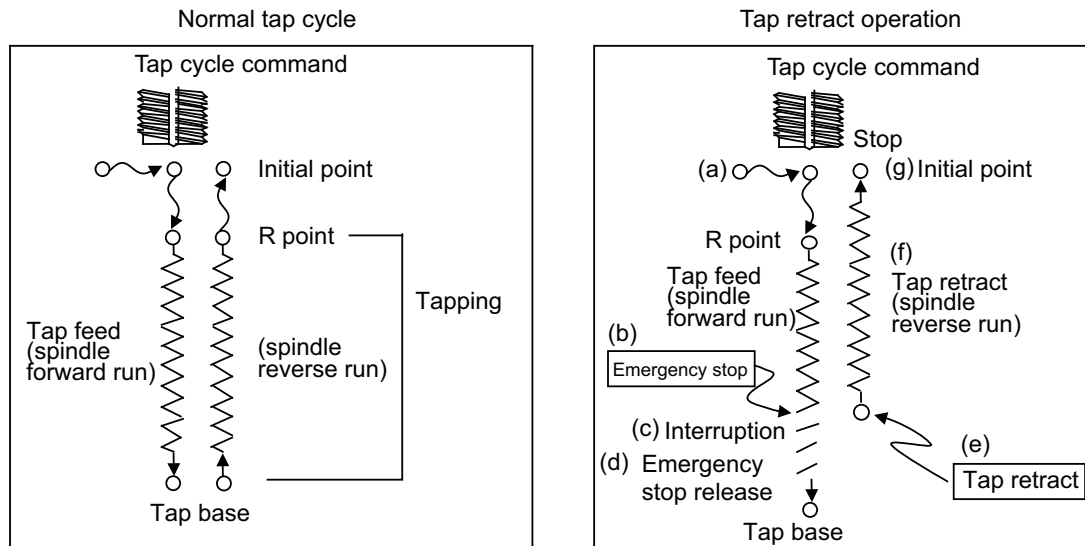 Normal tap cycle
Tap cycle command
Initial point
R point
Tapping
Tap feed
(spindle
forward run)
(spindle
reverse run)
Tap base
Tap retract operation
Tap cycle command
Stop
(a)
(g) Initial point
R point
Tap feed
(spindle
forward run)
(f)
Tap retract
(spindle
reverse run)
(b)
Emergency stop
(c) Interruption
(d) Emergency
stop release
(e)
Tap retract
Tap base